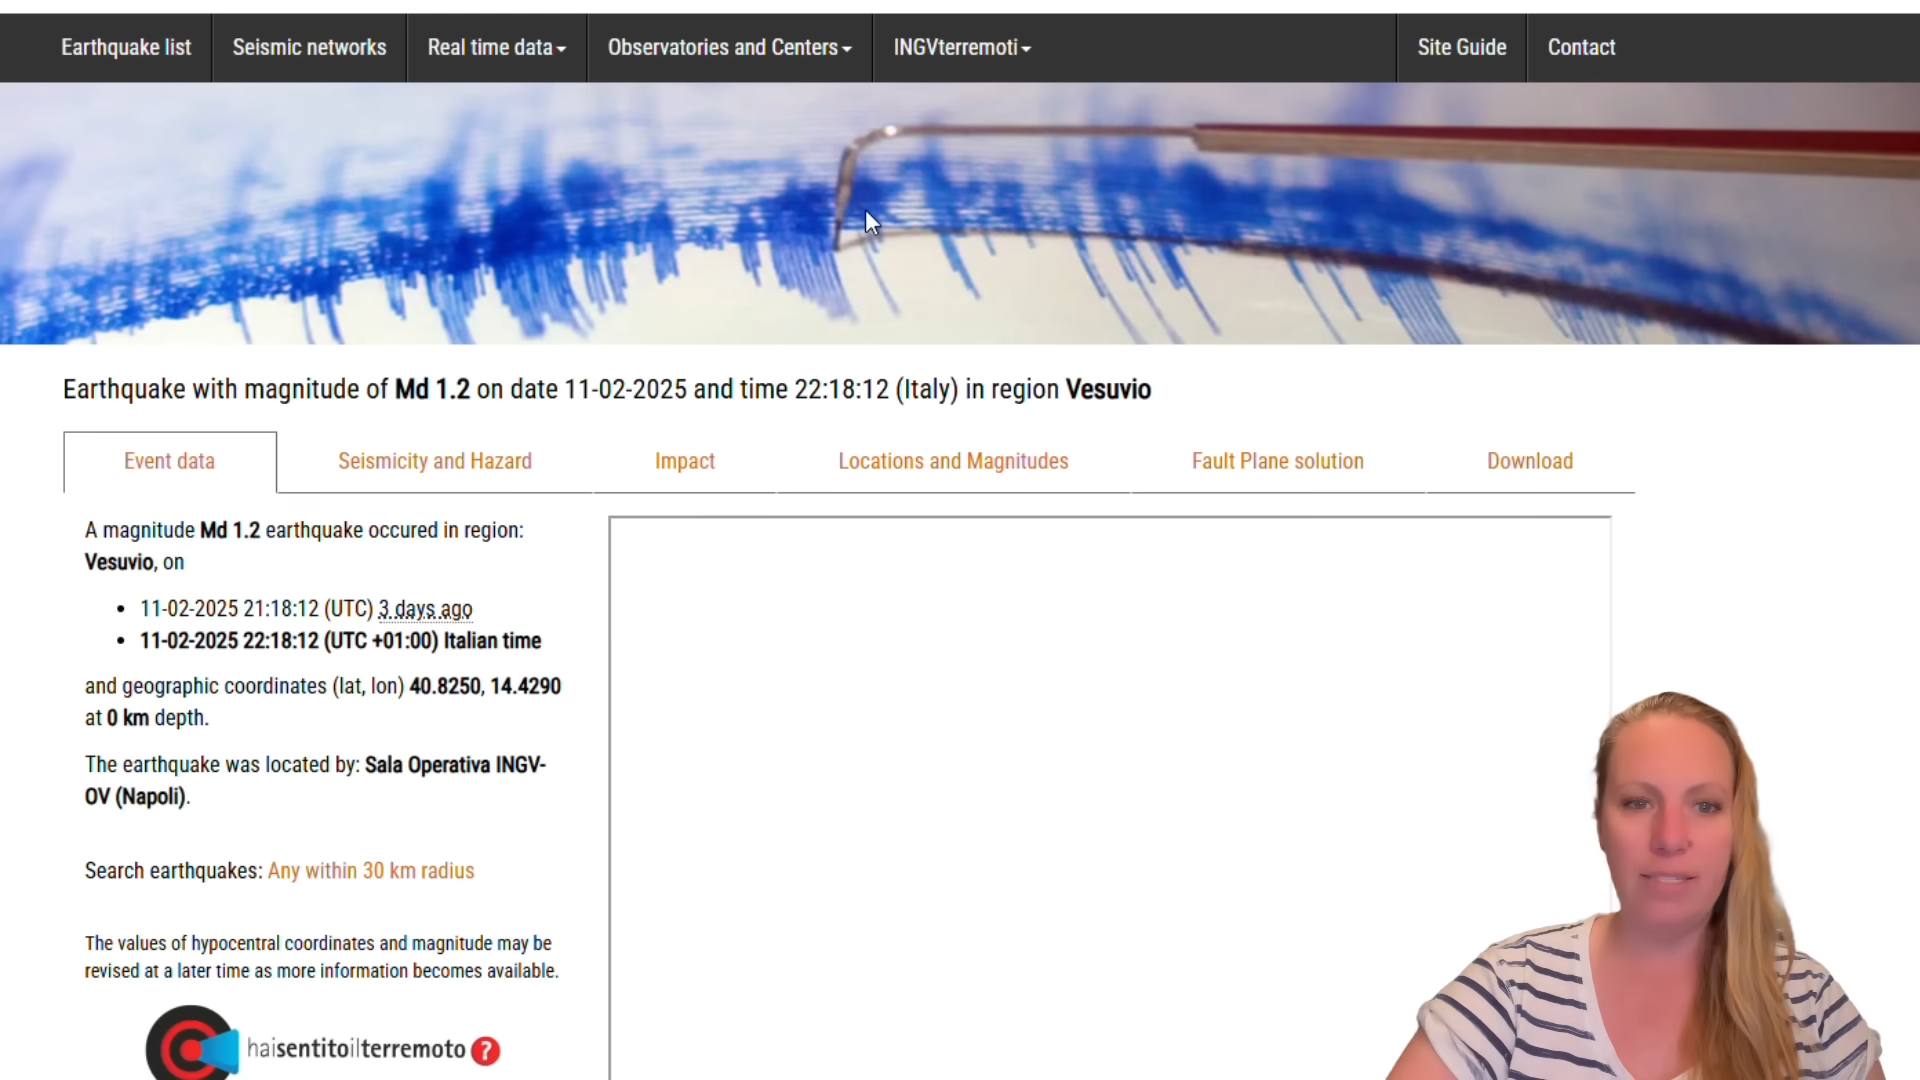 Earthquake list Seismic networks Real time data Observatories and Centers INGVterremoti Site Guide Contact
Earthquake with magnitude of Md 1.2 on date 11-02-2025 and time 22:18:12 (Italy) in region Vesuvio
Event data Seismicity and Hazard Impact Locations and Magnitudes Fault Plane solution Download
A magnitude Md 1.2 earthquake occured in region:
Vesuvio, on
• 11-02-2025 21:18:12 (UTC) 3 days ago
• 11-02-2025 22:18:12 (UTC +01:00) Italian time
and geographic coordinates (lat, lon) 40.8250, 14.4290
at 0 km depth.
The earthquake was located by: Sala Operativa INGV-
OV (Napoli).
Search earthquakes: Any within 30 km radius
The values of hypocentral coordinates and magnitude may be
revised at a later time as more information becomes available.
haisentitoilterremoto ?